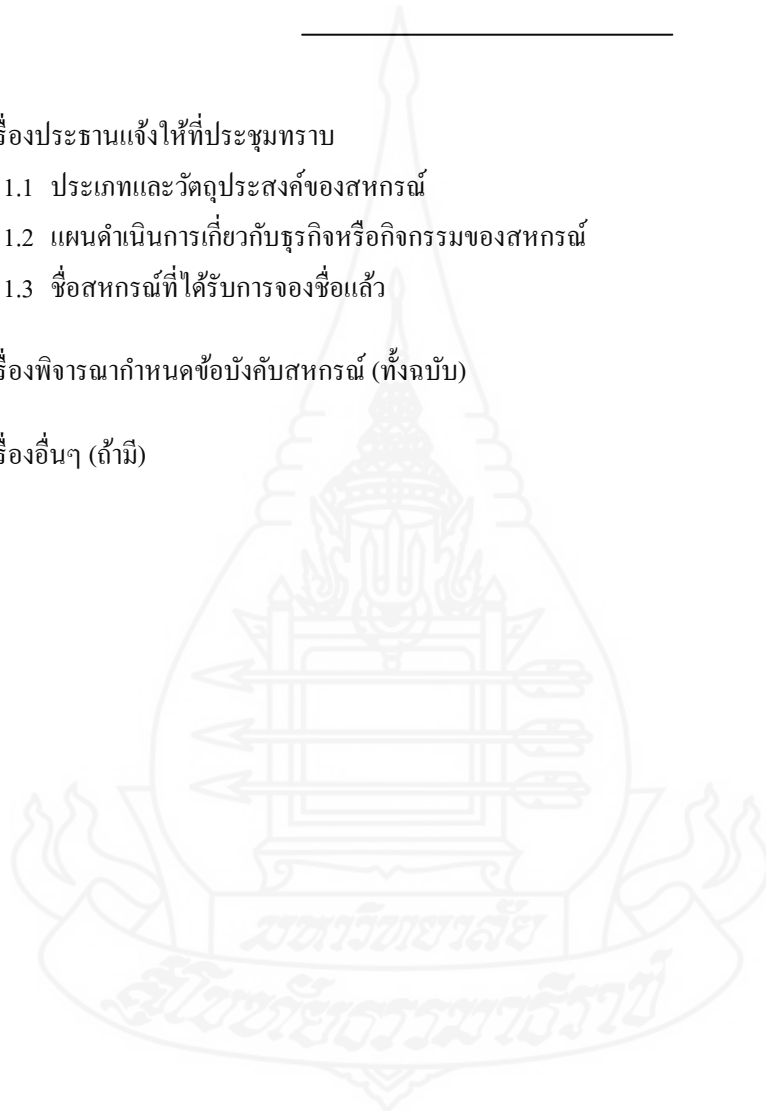 รื่องประธานแจ้งให้ที่ประชุมทราบ
1.1 ประเภทและวัตถุประสงค์ของสหกรณ์
1.2 แผนดำเนินการเกี่ยวกับธุรกิจหรือกิจกรรมของสหกรณ์
1.3 ชื่อสหกรณ์ที่ได้รับการจองชื่อแล้ว
รื่องพิจารณากำหนดข้อบังคับสหกรณ์ (ทั้งฉบับ)
รื่องอื่นๆ (ถ้ามี)
มหาวิทยาลัย
สุโขทัยธรรมาธิราช